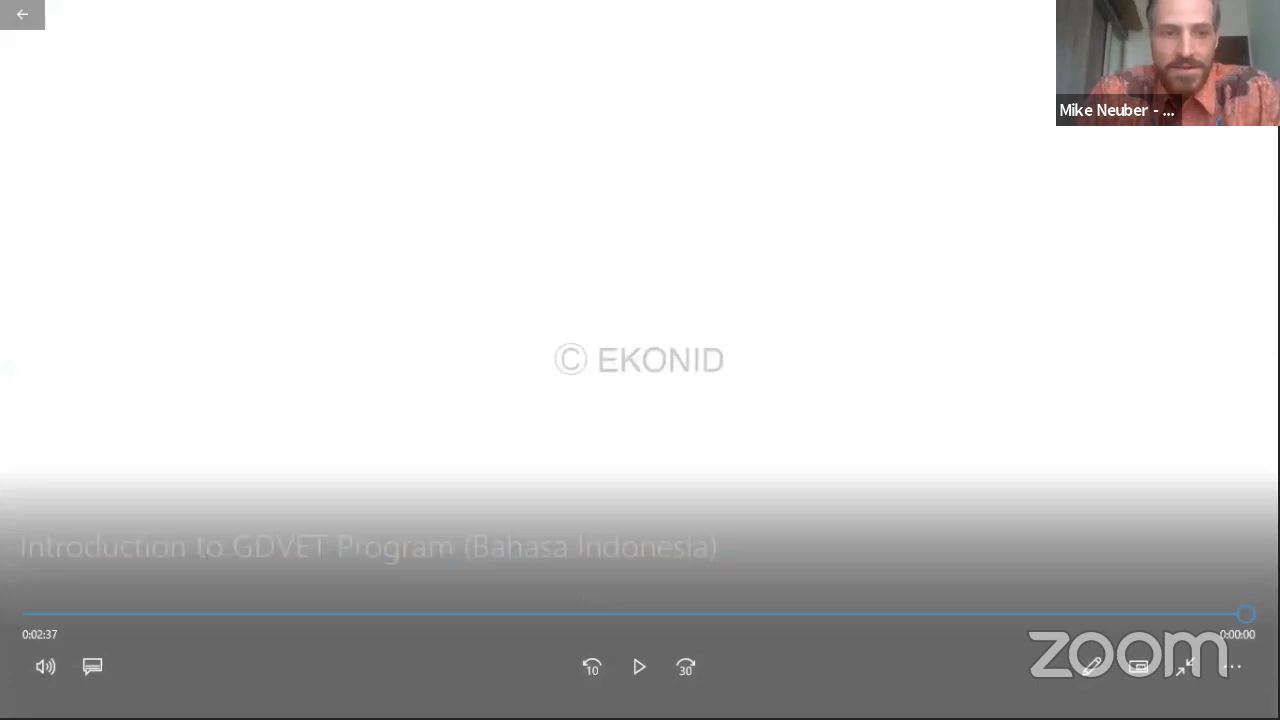 Mike Neuber - ...
© EKONID
Introduction to GDVET Program (Bahasa Indonesia)
0:02:37
0:00:00
10
30
zoom